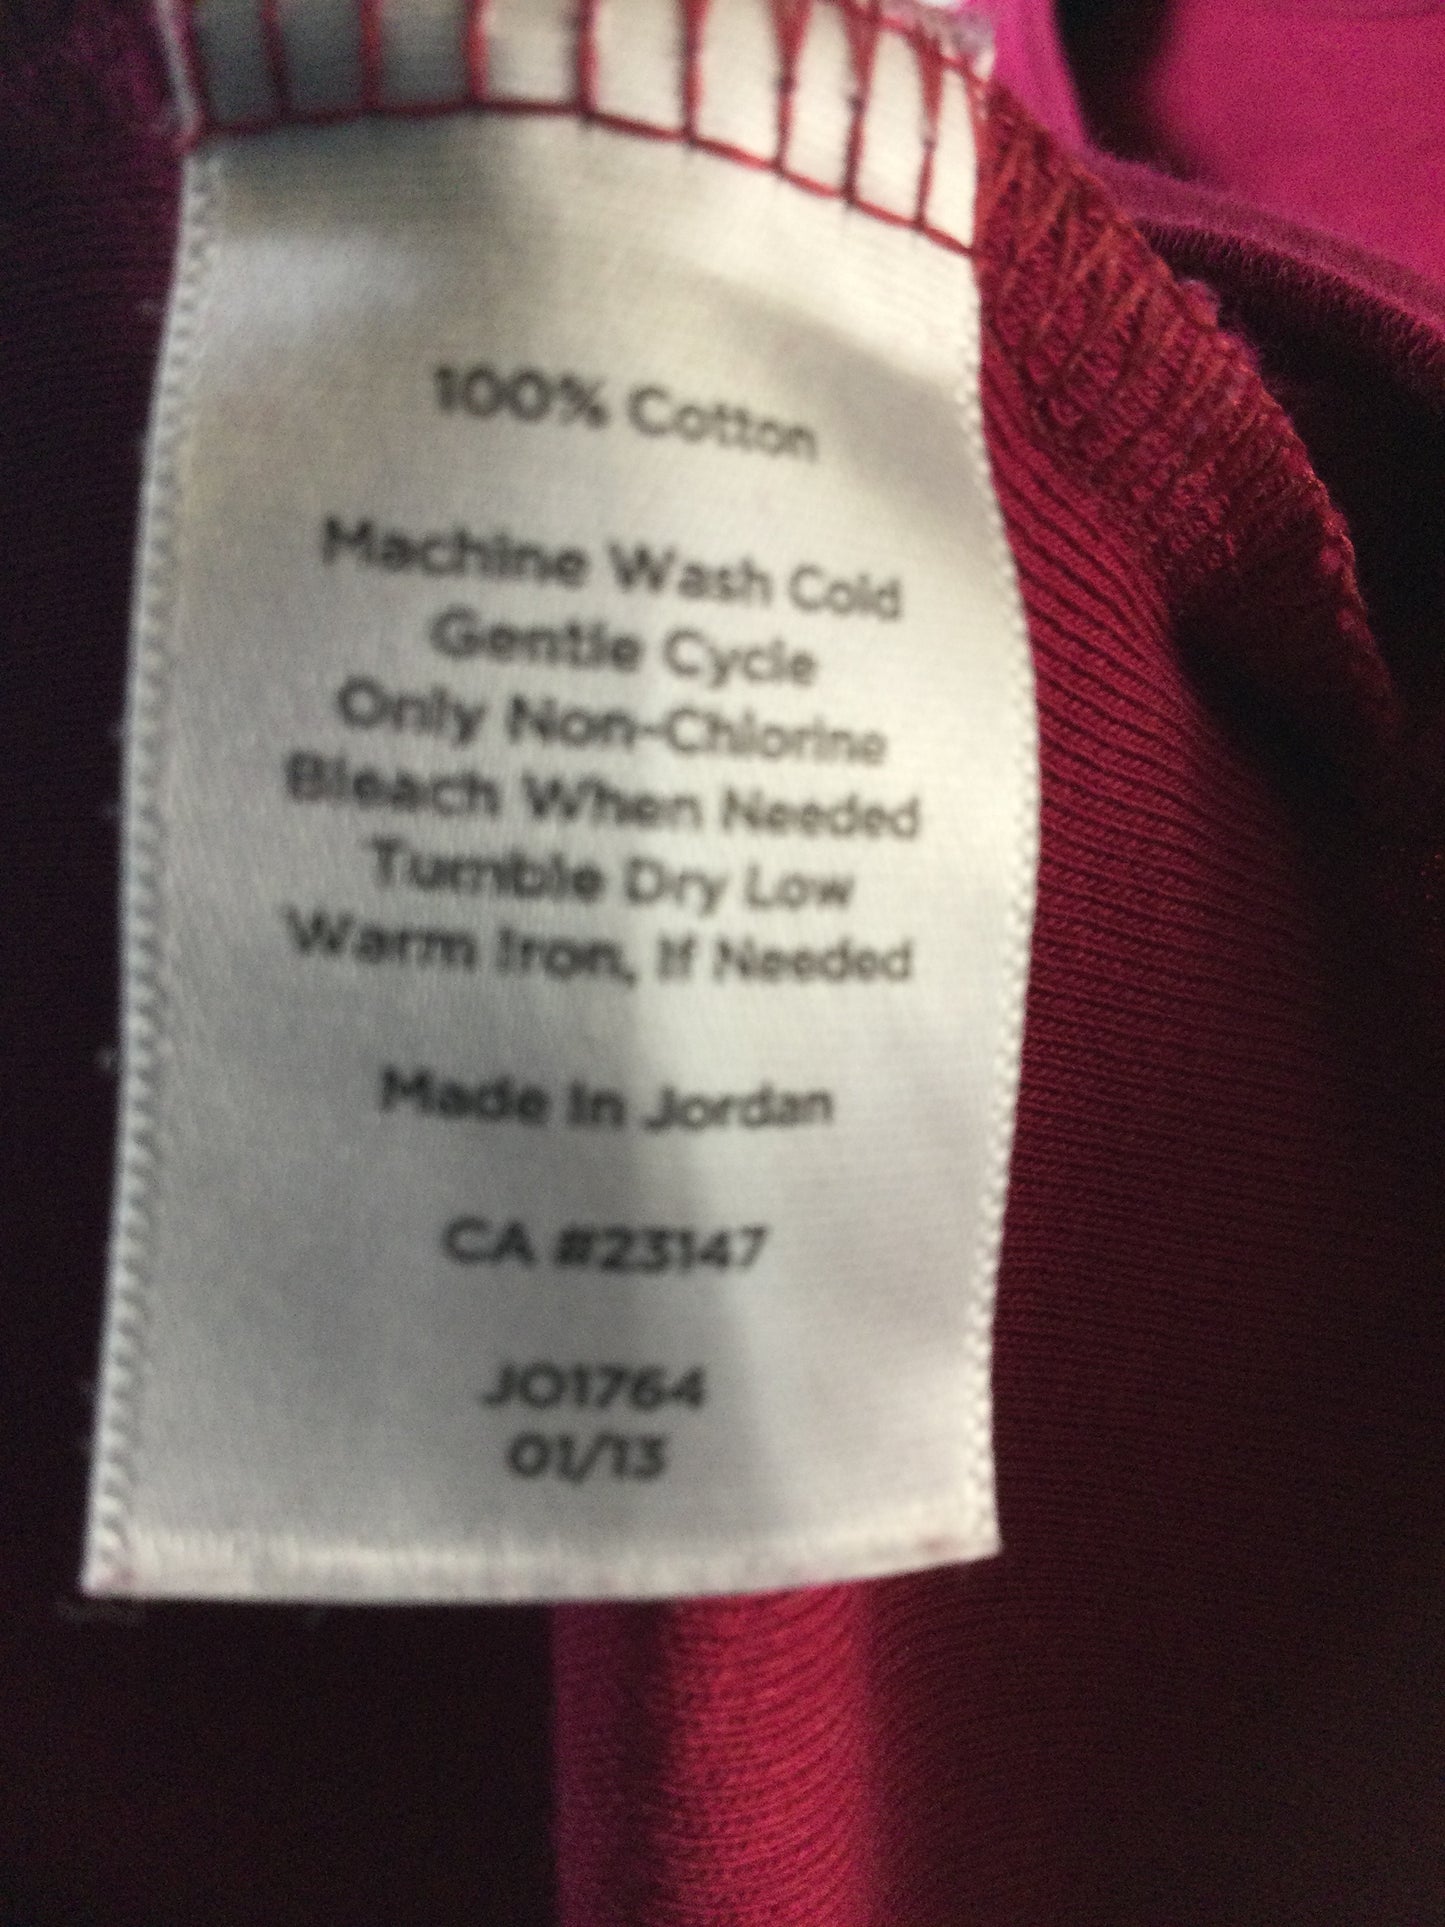 100% Cotton
Machine Wash Cold
Gentle Cycle
Only Non-Chlorine
Bleach When Needed
Tumble Dry Low
Warm Iron, If Needed
Made In Jordan
CA #23147
JO1764
01/13